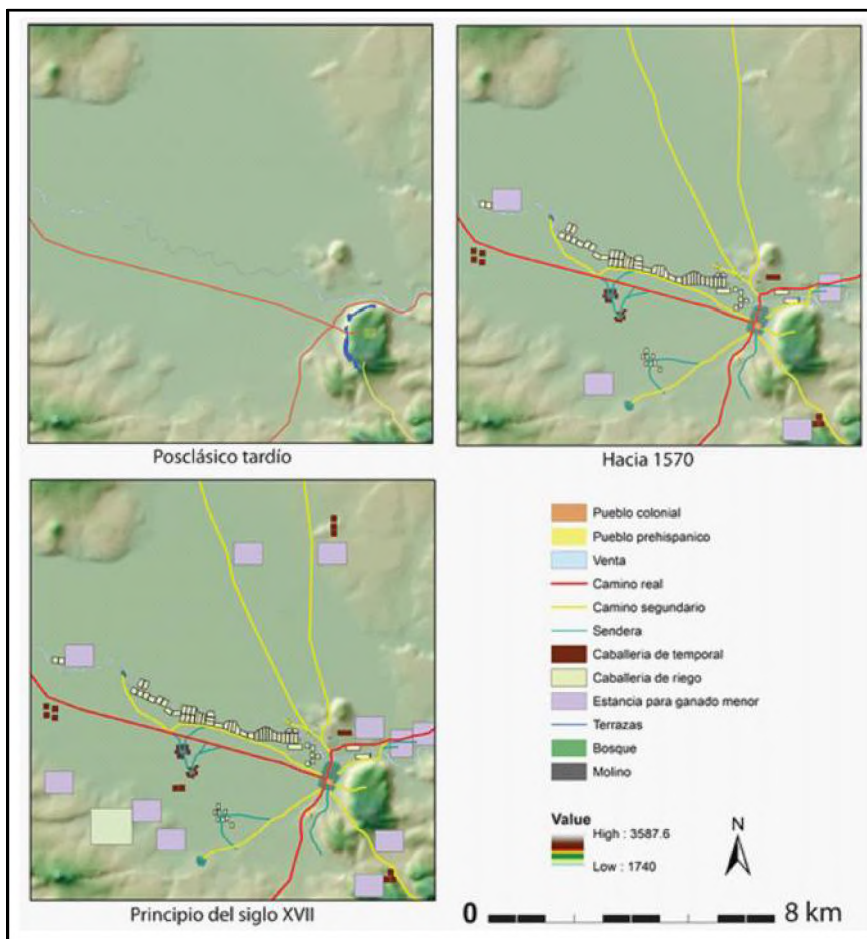 Posclásico tardío
Hacia 1570
Principio del siglo XVII
Pueblo colonial
Pueblo prehispanico
Venta
Camino real
Camino segundario
Sendera
Caballeria de temporal
Caballeria de riego
Estancia para ganado menor
Terrazas
Bosque
Molino
Value
High : 3587.6
Low : 1740
N
0 8 km